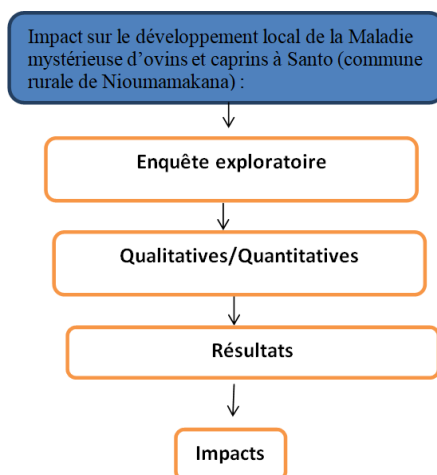 Impact sur le développement local de la Maladie
mystérieuse d’ovins et caprins à Santo (commune
rurale de Nioumamakana) :
Enquête exploratoire
Qualitatives/Quantitatives
Résultats
Impacts